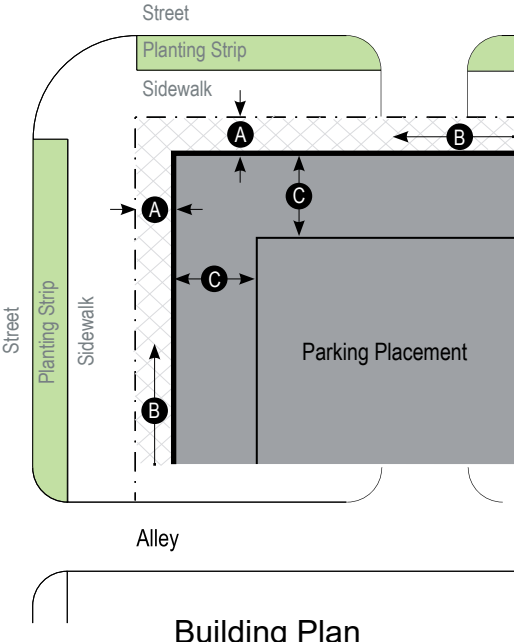 Street
Planting Strip
Sidewalk
A
B
A
C
C
Street
Planting Strip
Sidewalk
Parking Placement
B
Alley
Building Plan